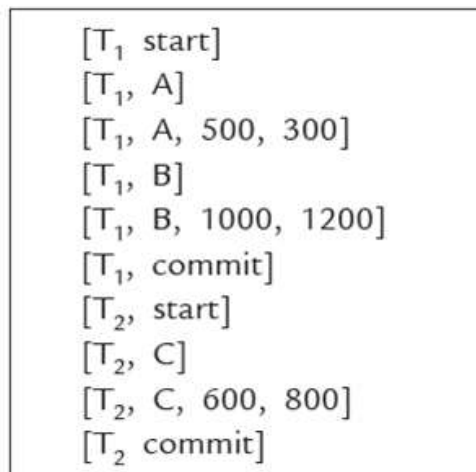 [T₁ start]
[T₁, A]
[T₁, A, 500, 300]
[T₁, B]
[T₁, B, 1000, 1200]
[T₁, commit]
[T₂, start]
[T₂, C]
[T₂, C, 600, 800]
[T₂ commit]